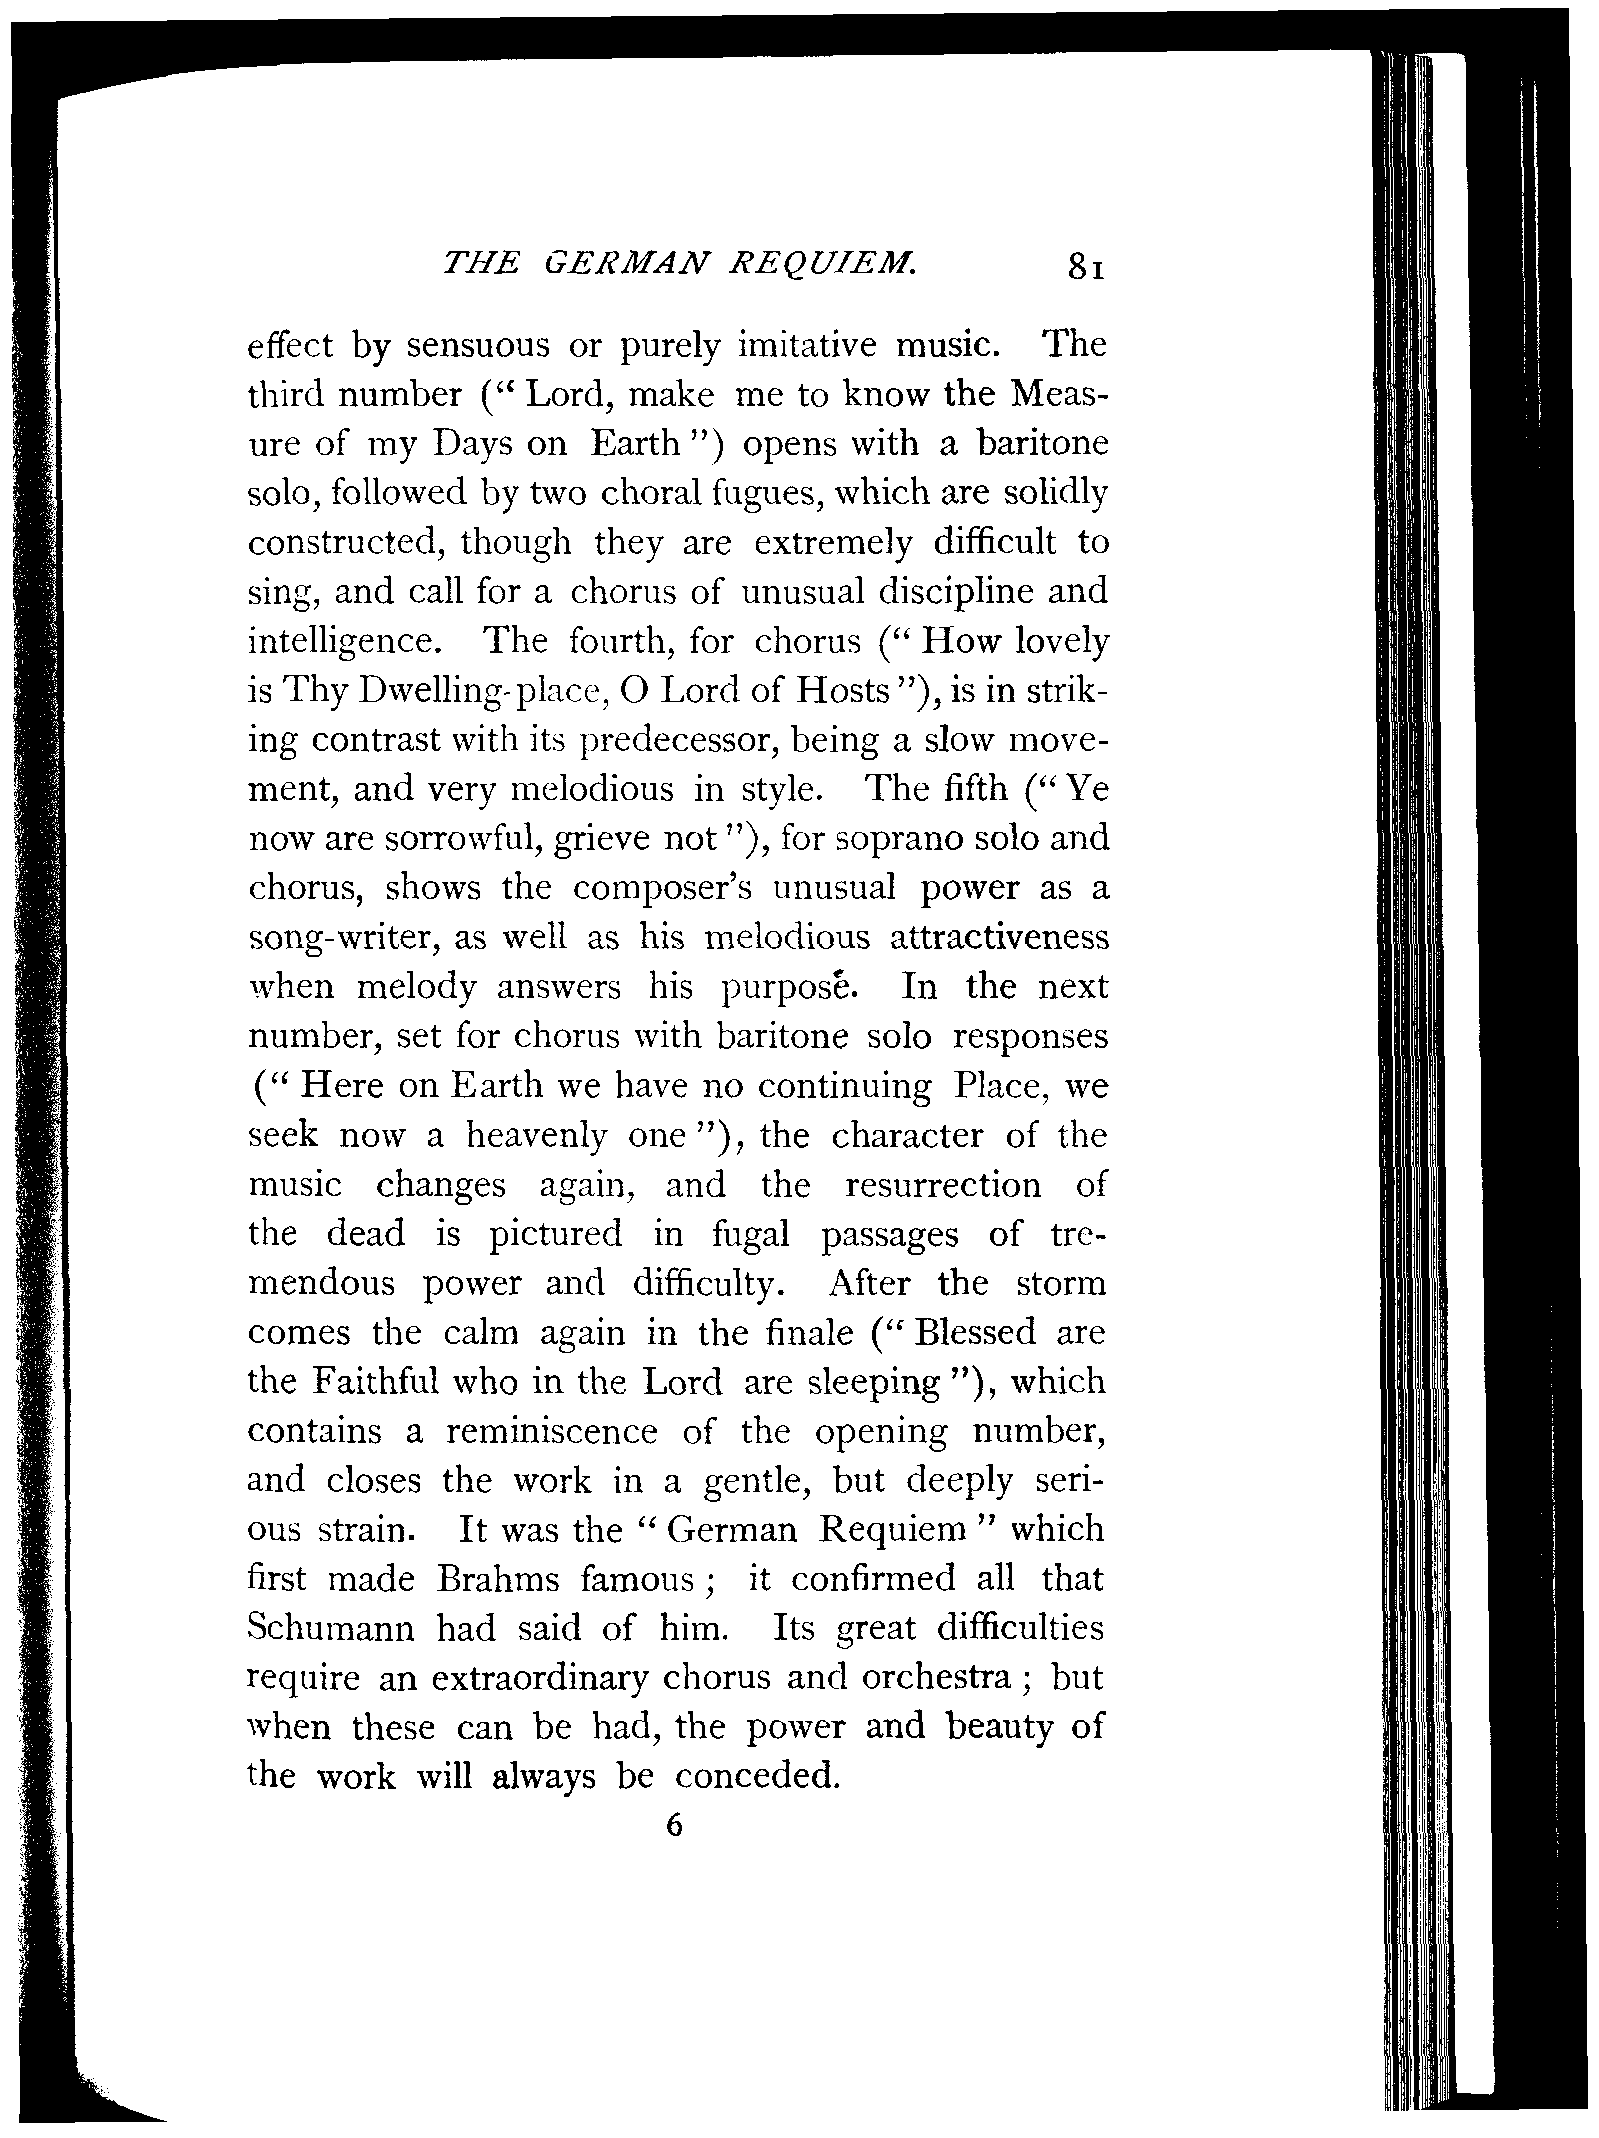 THE GERMAN REQUIEM. 81
effect by sensuous or purely imitative music. The
third number (“ Lord, make me to know the Meas-
ure of my Days on Earth ”) opens with a baritone
solo, followed by two choral fugues, which are solidly
constructed, though they are extremely difficult to
sing, and call for a chorus of unusual discipline and
intelligence. The fourth, for chorus (“ How lovely
is Thy Dwelling-place, O Lord of Hosts ”), is in strik-
ing contrast with its predecessor, being a slow move-
ment, and very melodious in style. The fifth (“ Ye
now are sorrowful, grieve not ”), for soprano solo and
chorus, shows the composer’s unusual power as a
song-writer, as well as his melodious attractiveness
when melody answers his purpose. In the next
number, set for chorus with baritone solo responses
(“ Here on Earth we have no continuing Place, we
seek now a heavenly one ”), the character of the
music changes again, and the resurrection of
the dead is pictured in fugal passages of tre-
mendous power and difficulty. After the storm
comes the calm again in the finale (“ Blessed are
the Faithful who in the Lord are sleeping ”), which
contains a reminiscence of the opening number,
and closes the work in a gentle, but deeply seri-
ous strain. It was the “ German Requiem ” which
first made Brahms famous ; it confirmed all that
Schumann had said of him. Its great difficulties
require an extraordinary chorus and orchestra ; but
when these can be had, the power and beauty of
the work will always be conceded.
6